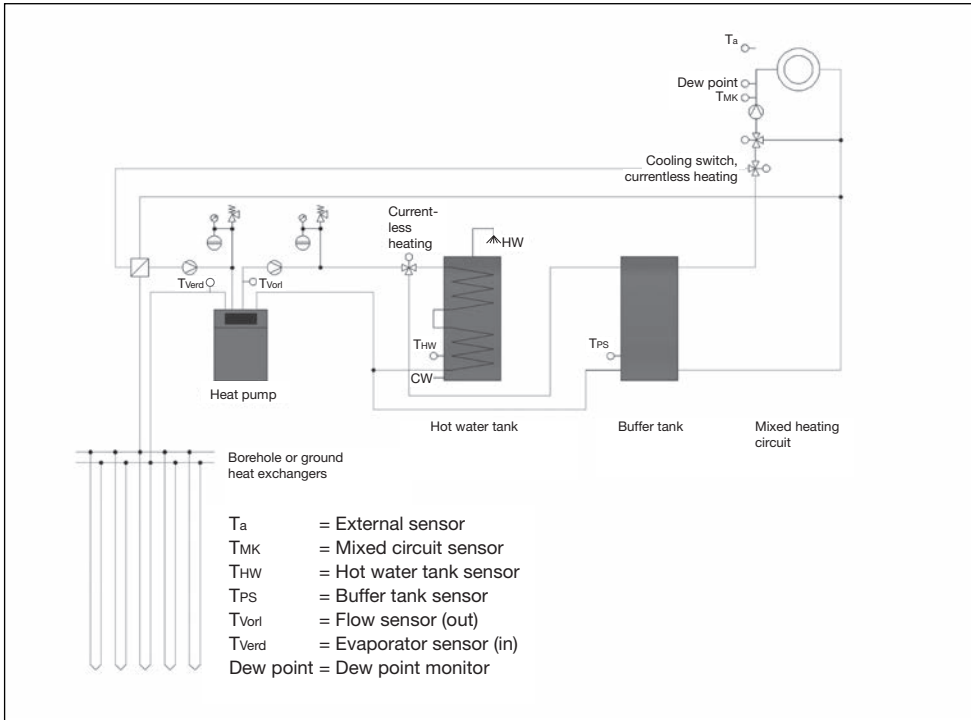 Ta
Dew point
TMK
Cooling switch,
currentless heating
Current-
less
heating
HW
TVerd
TVorl
THW
TPS
CW
Heat pump
Hot water tank
Buffer tank
Mixed heating
circuit
Borehole or ground
heat exchangers
Ta = External sensor
TMK = Mixed circuit sensor
THW = Hot water tank sensor
TPS = Buffer tank sensor
TVorl = Flow sensor (out)
TVerd = Evaporator sensor (in)
Dew point = Dew point monitor